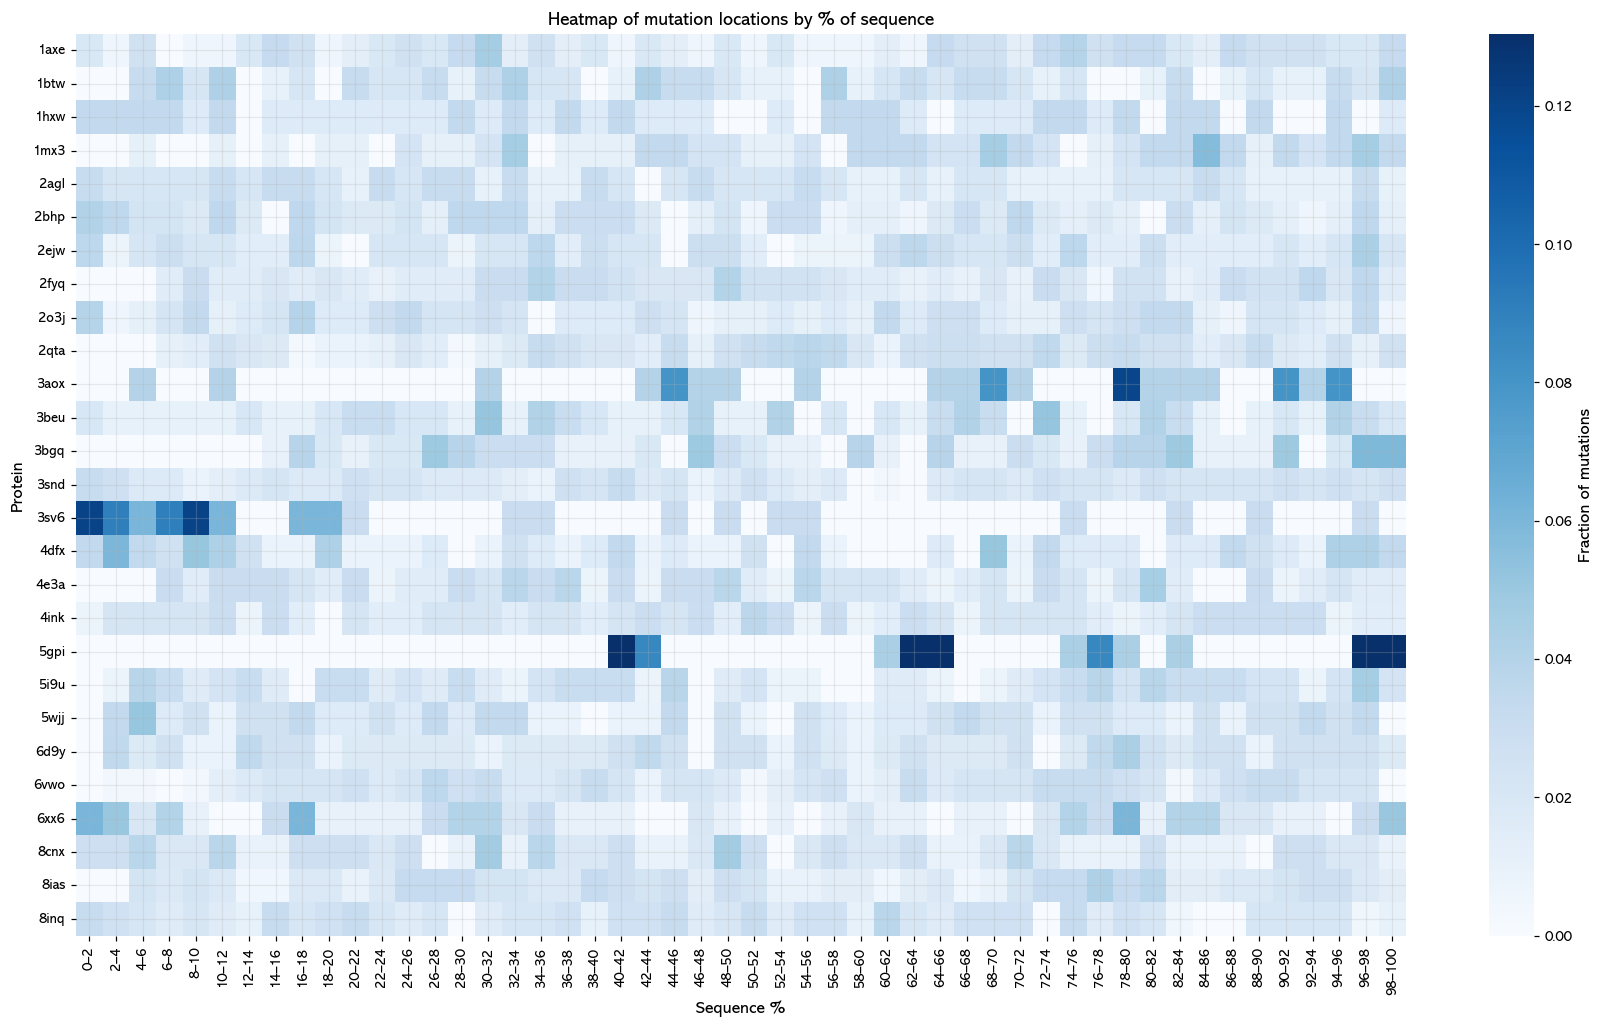 Heatmap of mutation locations by % of sequence
Protein
1axe
1btw
1hxw
1mx3
2agl
2bhp
2ejw
2fyq
2o3j
2qta
3aox
3beu
3bgq
3snd
3sv6
4dfx
4e3a
4ink
5gpi
5i9u
5wjj
6d9y
6vwo
6xx6
8cnx
8ias
8inq
0–2 2–4 4–6 6–8 8–10 10–12 12–14 14–16 16–18 18–20 20–22 22–24 24–26 26–28 28–30 30–32 32–34 34–36 36–38 38–40 40–42 42–44 44–46 46–48 48–50 50–52 52–54 54–56 56–58 58–60 60–62 62–64 64–66 66–68 68–70 70–72 72–74 74–76 76–78 78–80 80–82 82–84 84–86 86–88 88–90 90–92 92–94 94–96 96–98 98–100
Sequence %
0.12
0.10
0.08
0.06
0.04
0.02
0.00
Fraction of mutations